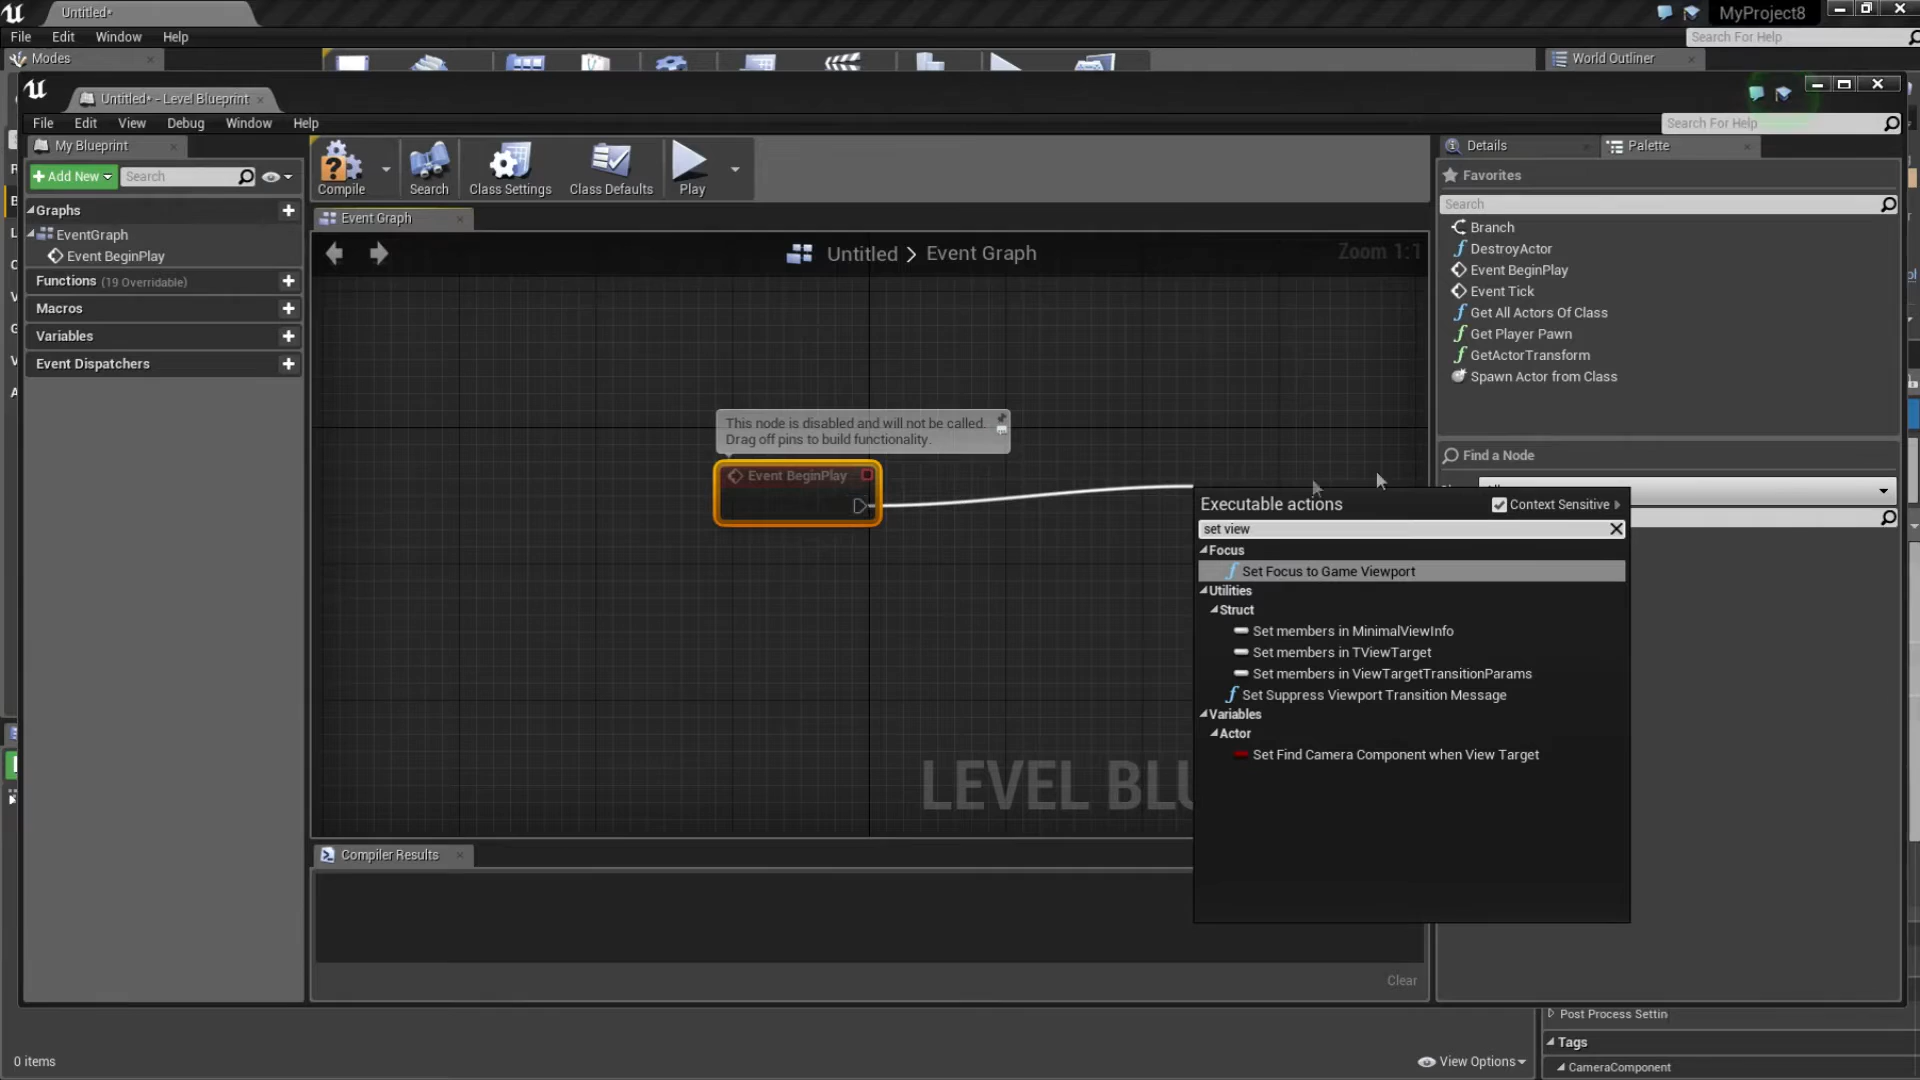 Untitled*
MyProject8
File Edit Window Help
Search For Help
Modes
World Outliner
Untitled* - Level Blueprint
File Edit View Debug Window Help
Search For Help
My Blueprint
Details
Palette
Add New
Search
Compile
Search
Class Settings
Class Defaults
Play
Favorites
Search
Graphs
EventGraph
Event BeginPlay
Functions (19 Overridable)
Macros
Variables
Event Dispatchers
Event Graph
Untitled > Event Graph
Zoom 1:1
Branch
DestroyActor
Event BeginPlay
Event Tick
Get All Actors Of Class
Get Player Pawn
GetActorTransform
Spawn Actor from Class
This node is disabled and will not be called.
Drag off pins to build functionality.
Event BeginPlay
Find a Node
Executable actions
Context Sensitive
set view
Focus
Set Focus to Game Viewport
Utilities
Struct
Set members in MinimalViewInfo
Set members in TViewTarget
Set members in ViewTargetTransitionParams
Set Suppress Viewport Transition Message
Variables
Actor
Set Find Camera Component when View Target
LEVEL BLU
Compiler Results
Clear
Post Process Settin
Tags
CameraComponent
0 items
View Options